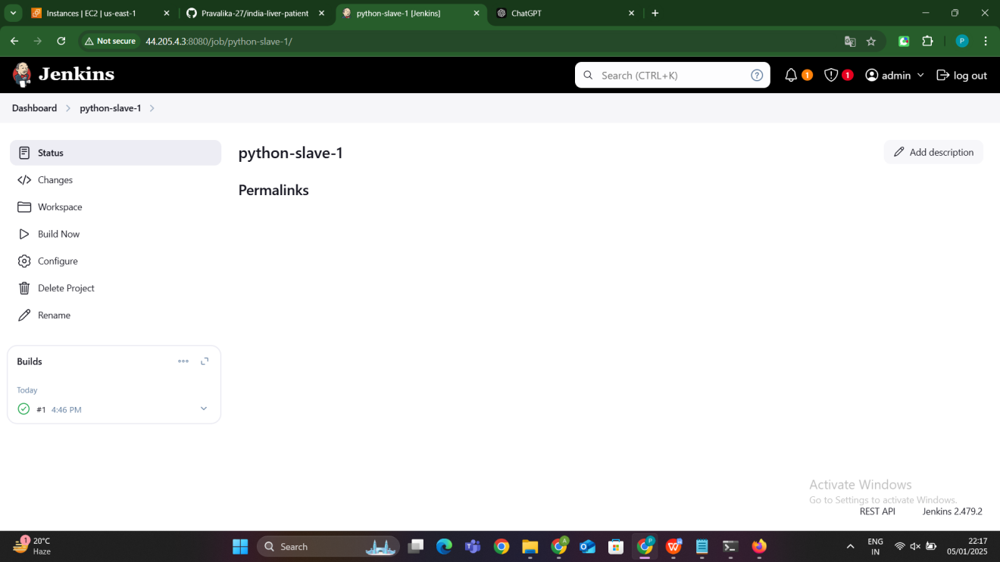 Instances | EC2 | us-east-1
Pravalika-27/india-liver-patient
python-slave-1 [Jenkins]
ChatGPT
Not secure
44.205.4.3:8080/job/python-slave-1/
P
Jenkins
Search (CTRL+K)
?
1
1
admin
log out
Dashboard
python-slave-1
Status
Changes
Workspace
Build Now
Configure
Delete Project
Rename
python-slave-1
Add description
Permalinks
Builds
Today
#1 4:46 PM
Activate Windows
Go to Settings to activate Windows.
REST API
Jenkins 2.479.2
1
20°C
Haze
Search
A
P
W
ENG
IN
22:17
05/01/2025